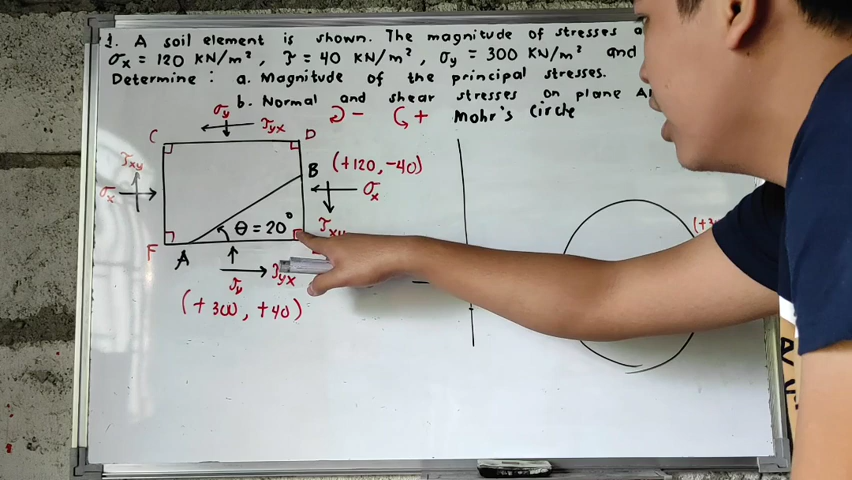 1. A soil element is shown. The magnitude of stresses a
σx = 120 KN/m², τ = 40 KN/m², σy = 300 KN/m² and
Determine : a. Magnitude of the principal stresses.
b. Normal and shear stresses on plane A
σy
τyx
- +
Mohr's Circle
C D
τxy
B (+120, -40)
σx
σx
θ = 20°
τxy
F A
σy τyx
(+300, +40)